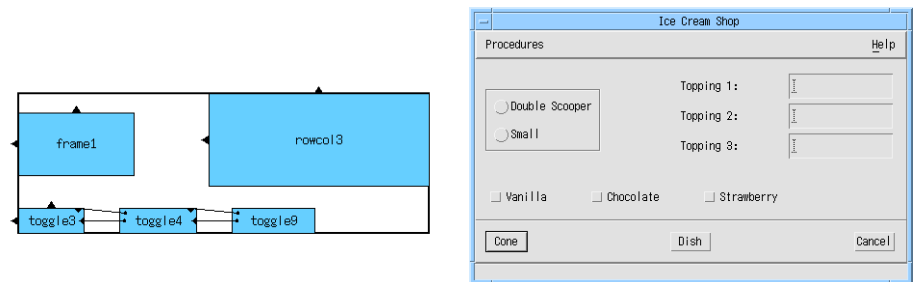 frame1
rowcol3
toggle3
toggle4
toggle9
Ice Cream Shop
Procedures
Help
Double Scooper
Small
Topping 1:
Topping 2:
Topping 3:
Vanilla
Chocolate
Strawberry
Cone
Dish
Cancel